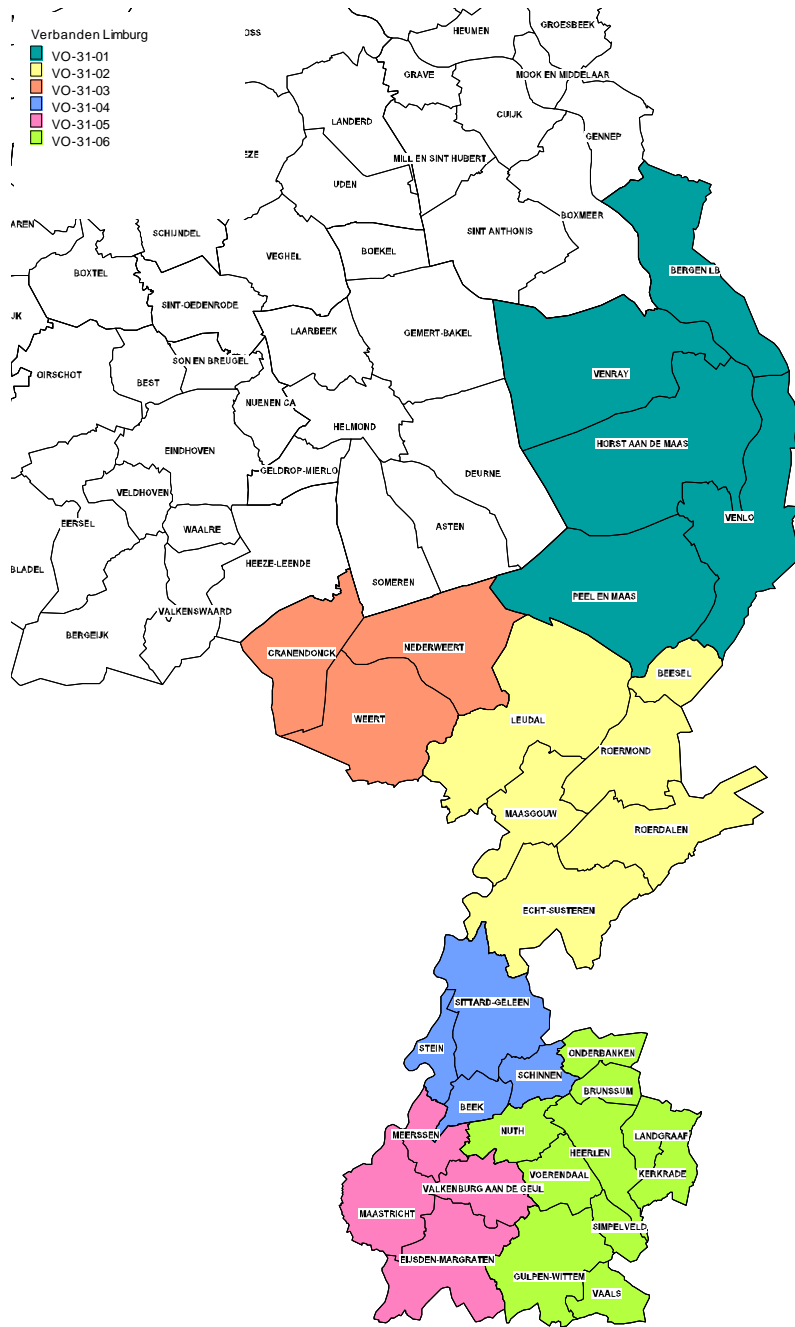 Verbanden Limburg
VO-31-01
VO-31-02
VO-31-03
VO-31-04
VO-31-05
VO-31-06
OSS
HEUMEN
GROESBEEK
GRAVE
MOOK EN MIDDELAAR
LANDERD
CUIJK
GENNEP
EZE
MILL EN SINT HUBERT
UDEN
BOXMEER
AREN
SCHIJNDEL
SINT ANTHONIS
VEGHEL
BOEKEL
BOXTEL
BERGEN LB
SINT-OEDENRODE
JK
LAARBEEK
GEMERT-BAKEL
OIRSCHOT
SON EN BREUGEL
BEST
VENRAY
NUENEN CA
HELMOND
HORST AAN DE MAAS
EINDHOVEN
GELDROP-MIERLO
DEURNE
VELDHOVEN
VENLO
EERSEL
WAALRE
ASTEN
BLADEL
HEEZE-LEENDE
SOMEREN
PEEL EN MAAS
VALKENSWAARD
BERGEIJK
CRANENDONCK
NEDERWEERT
BEESEL
WEERT
LEUDAL
ROERMOND
MAASGOUW
ROERDALEN
ECHT-SUSTEREN
SITTARD-GELEEN
STEIN
ONDERBANKEN
SCHINNEN
BRUNSSUM
BEEK
MEERSSEN
NUTH
LANDGRAAF
HEERLEN
VOERENDAAL
KERKRADE
VALKENBURG AAN DE GEUL
MAASTRICHT
SIMPELVELD
EIJSDEN-MARGRATEN
GULPEN-WITTEM
VAALS